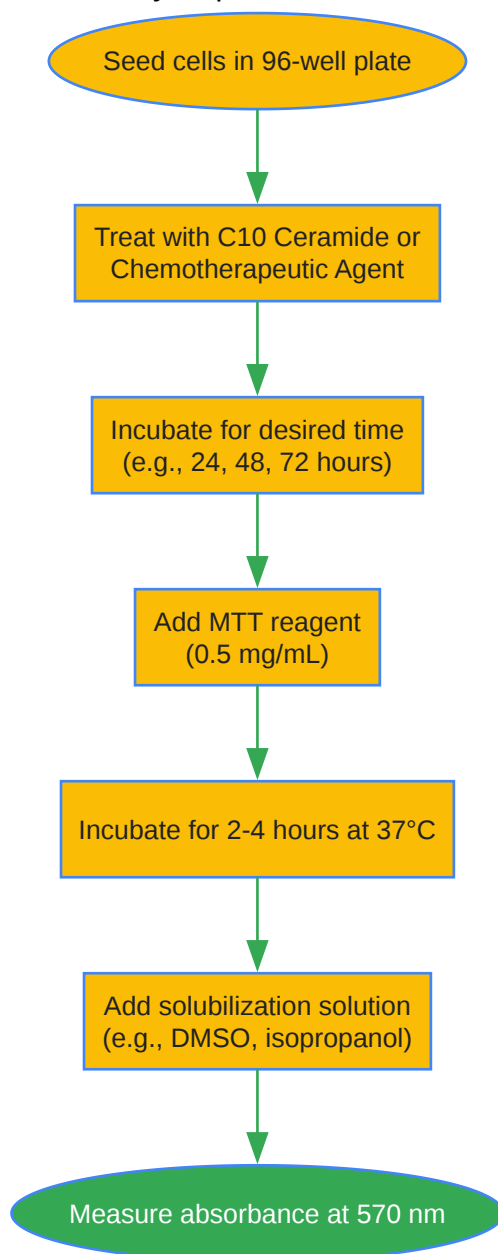 Seed cells in 96-well plate
Treat with C10 Ceramide or
Chemotherapeutic Agent
Incubate for desired time
(e.g., 24, 48, 72 hours)
Add MTT reagent
(0.5 mg/mL)
Incubate for 2-4 hours at 37°C
Add solubilization solution
(e.g., DMSO, isopropanol)
Measure absorbance at 570 nm